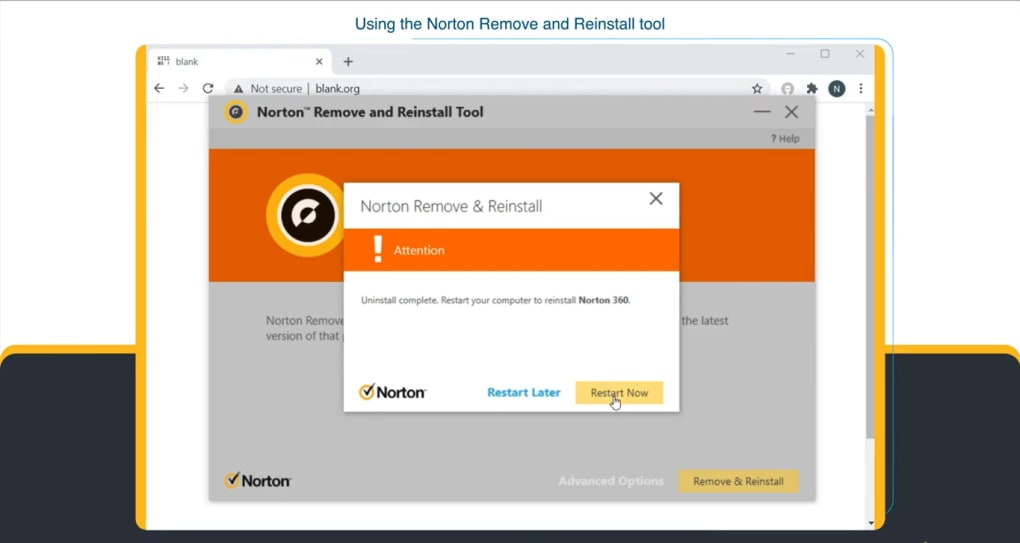 Using the Norton Remove and Reinstall tool
blank
Not secure | blank.org
N
Norton™ Remove and Reinstall Tool
? Help
Norton Remove & Reinstall
! Attention
Uninstall complete. Restart your computer to reinstall Norton 360.
Norton Remove the latest
version of that
Norton Restart Later Restart Now
Norton Advanced Options Remove & Reinstall